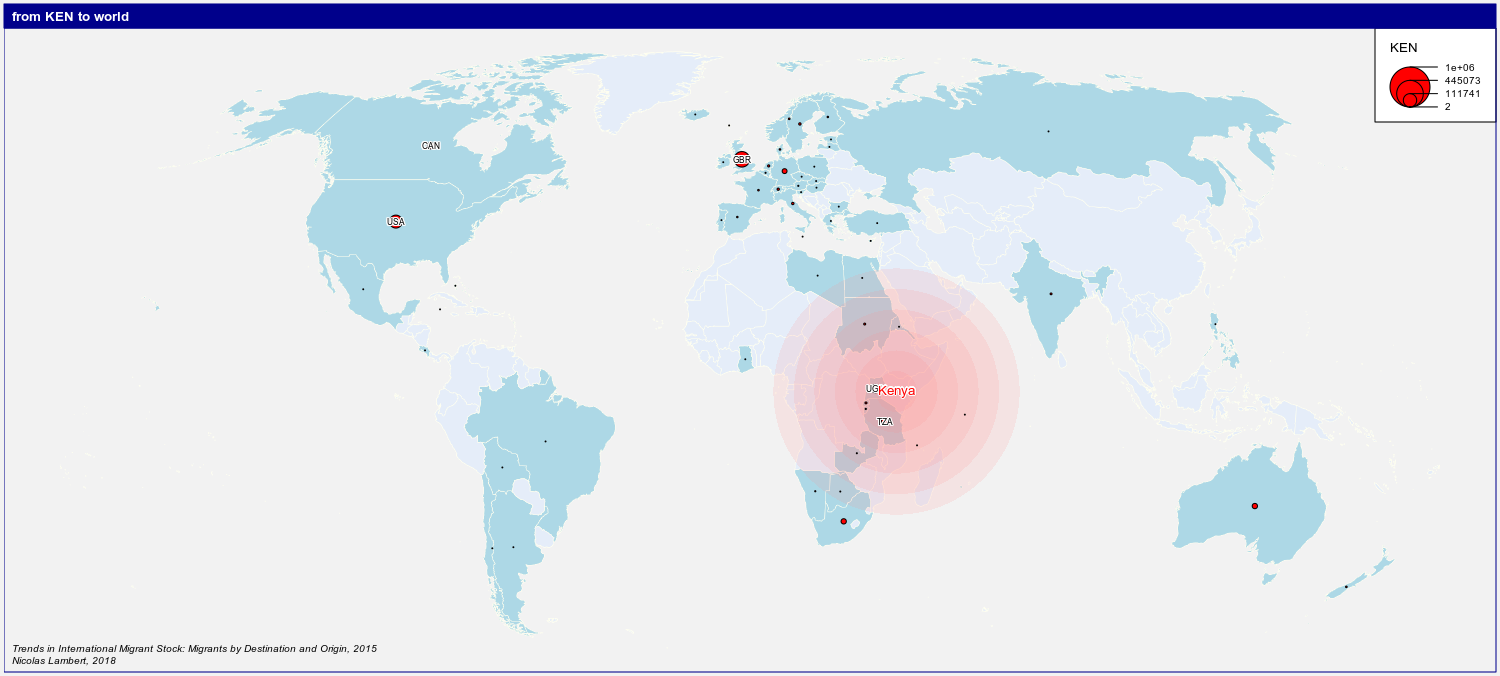 from KEN to world
KEN
1e+06
445073
111741
2
CAN
GBR
USA
UG
Kenya
TZA
Trends in International Migrant Stock: Migrants by Destination and Origin, 2015
Nicolas Lambert, 2018